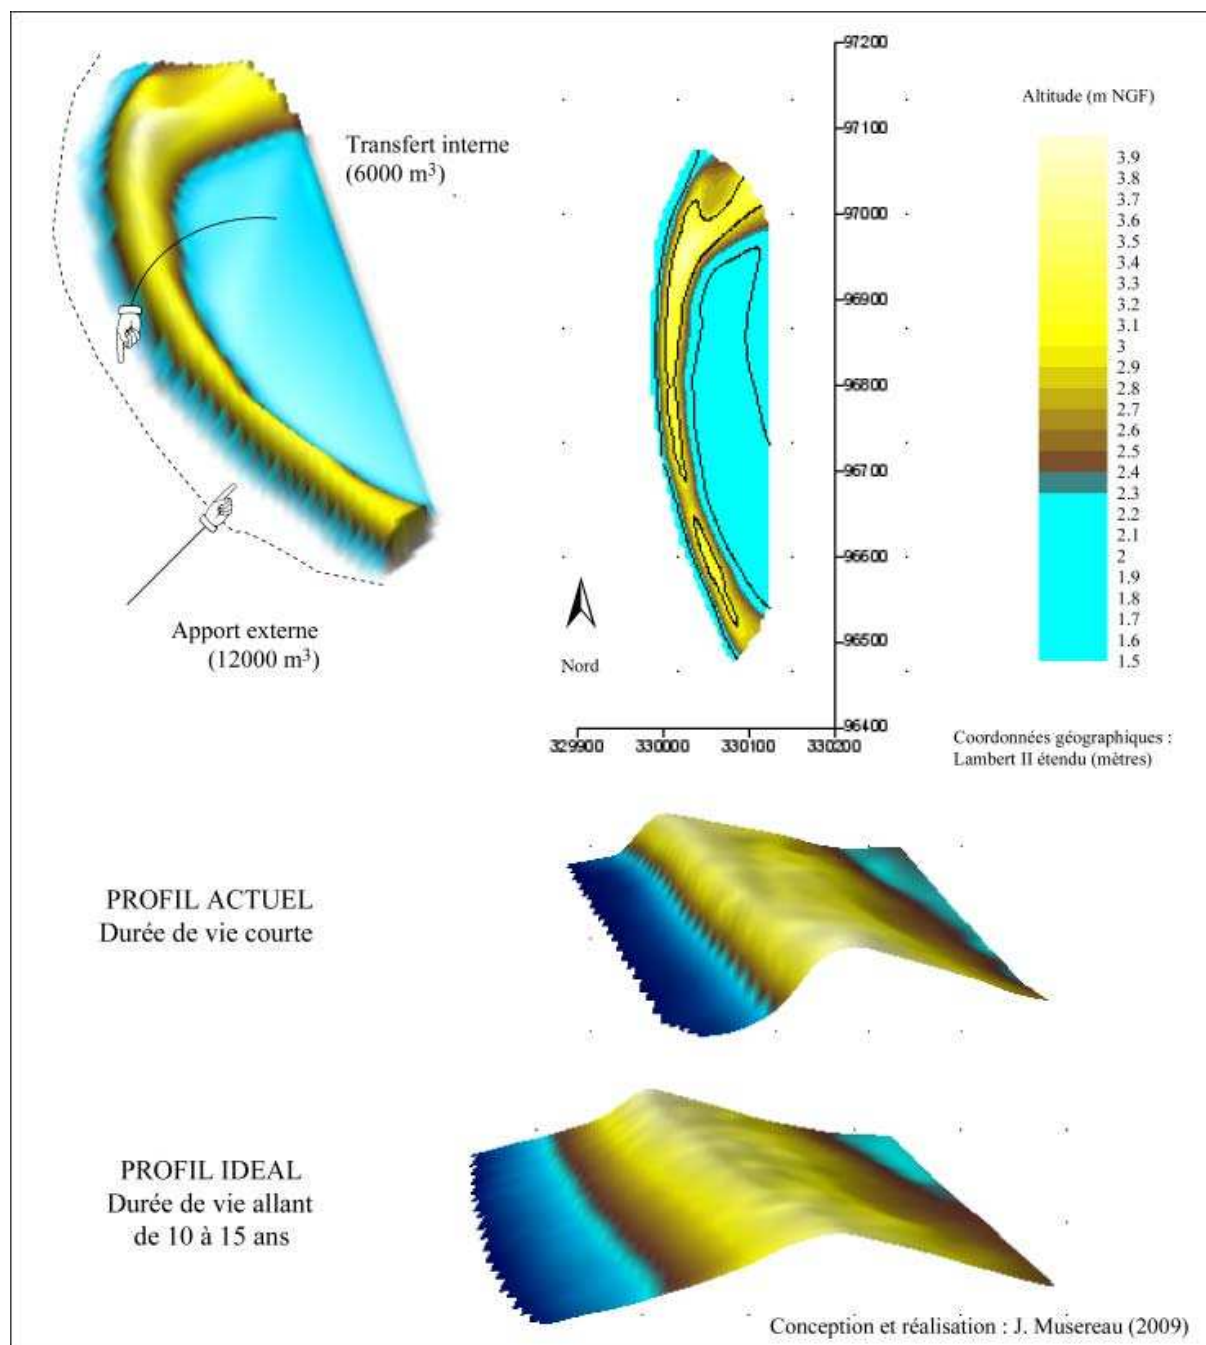 Transfert interne
(6000 m³)
Apport externe
(12000 m³)
Nord
97200
97100
97000
96900
96800
96700
96600
96500
96400
329900 330000 330100 330200
Altitude (m NGF)
3.9
3.8
3.7
3.6
3.5
3.4
3.3
3.2
3.1
3
2.9
2.8
2.7
2.6
2.5
2.4
2.3
2.2
2.1
2
1.9
1.8
1.7
1.6
1.5
Coordonnées géographiques :
Lambert II étendu (mètres)
PROFIL ACTUEL
Durée de vie courte
PROFIL IDEAL
Durée de vie allant
de 10 à 15 ans
Conception et réalisation : J. Musereau (2009)